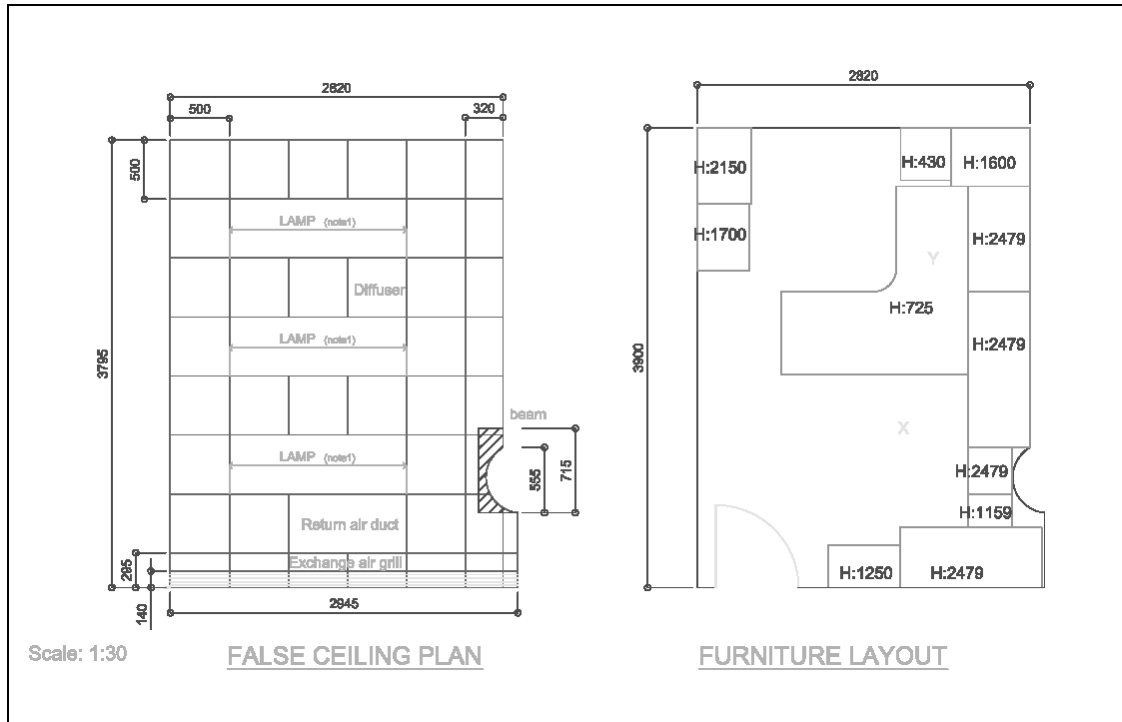 2820
500
320
500
LAMP (note1)
Diffuser
LAMP (note1)
3795
beam
LAMP (note1)
555
715
Return air duct
Exchange air grill
295
140
2945
Scale: 1:30
FALSE CEILING PLAN
2820
H:2150
H:430
H:1600
H:1700
H:2479
Y
H:725
H:2479
3900
X
H:2479
H:1159
H:1250
H:2479
FURNITURE LAYOUT